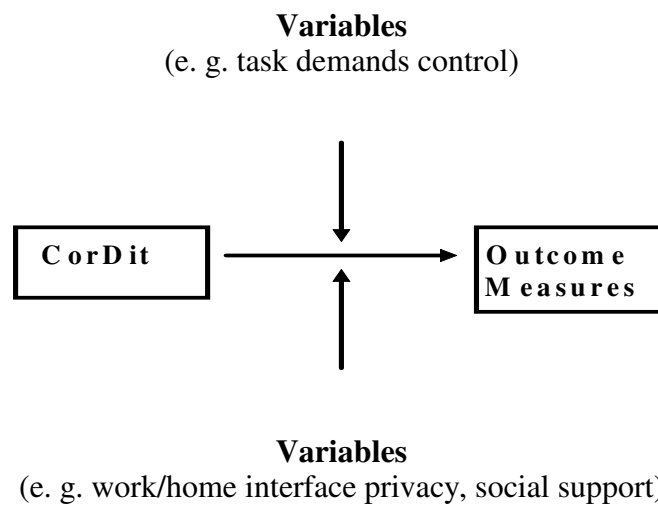 Variables
(e. g. task demands control)
CorDit
Outcome
Measures
Variables
(e. g. work/home interface privacy, social support)